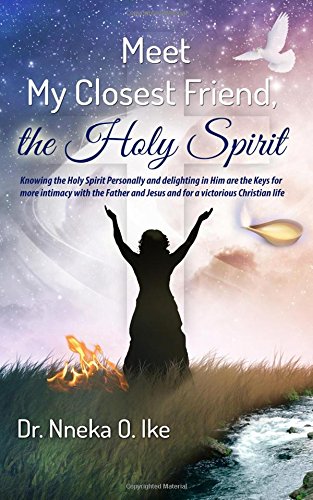 Meet
My Closest Friend,
the Holy Spirit
Knowing the Holy Spirit Personally and delighting in Him are the Keys for
more intimacy with the Father and Jesus and for a victorious Christian life
Dr. Nneka O. Ike